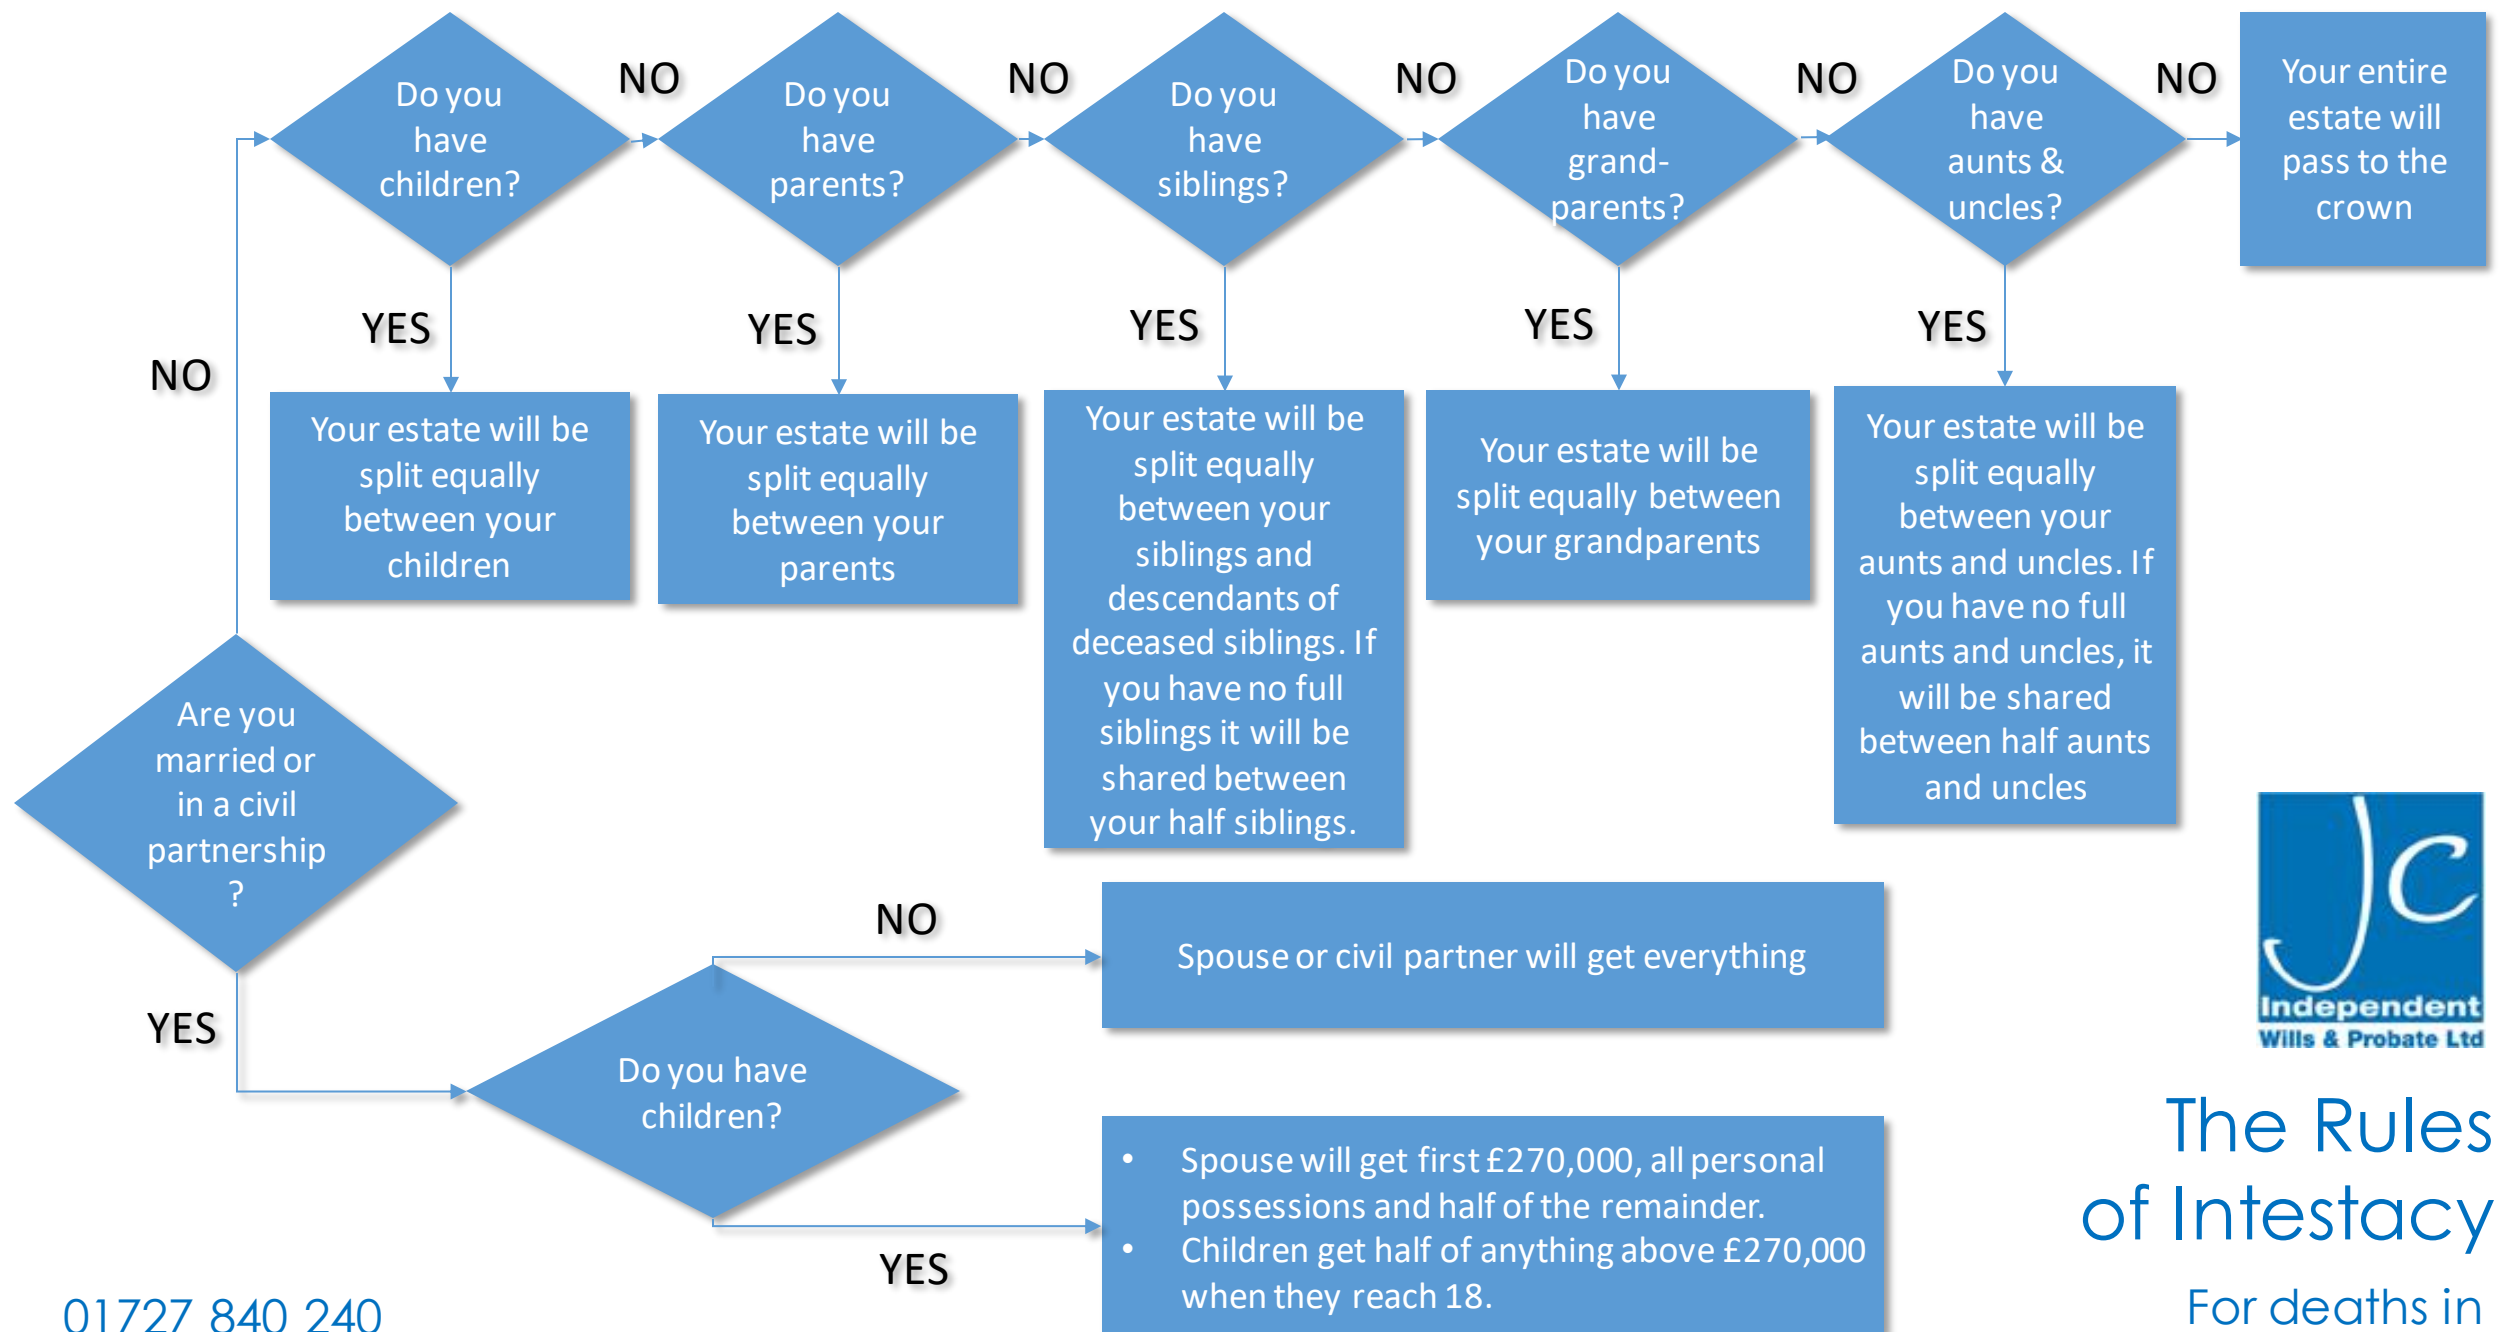 Do you
have
children?
NO
Do you
have
parents?
NO
Do you
have
siblings?
NO
Do you
have
grand-
parents?
NO
Do you
have
aunts &
uncles?
NO
Your entire
estate will
pass to the
crown
YES
YES
YES
YES
YES
NO
Your estate will be
split equally
between your
children
Your estate will be
split equally
between your
parents
Your estate will be
split equally
between your
siblings and
descendants of
deceased siblings. If
you have no full
siblings it will be
shared between
your half siblings.
Your estate will be
split equally between
your grandparents
Your estate will be
split equally
between your
aunts and uncles. If
you have no full
aunts and uncles, it
will be shared
between half aunts
and uncles
Are you
married or
in a civil
partnership
?
YES
Do you have
children?
NO
Spouse or civil partner will get everything
YES
• Spouse will get first £270,000, all personal
possessions and half of the remainder.
• Children get half of anything above £270,000
when they reach 18.
JC
Independent
Wills & Probate Ltd
The Rules
of Intestacy
For deaths in
01727 840 240